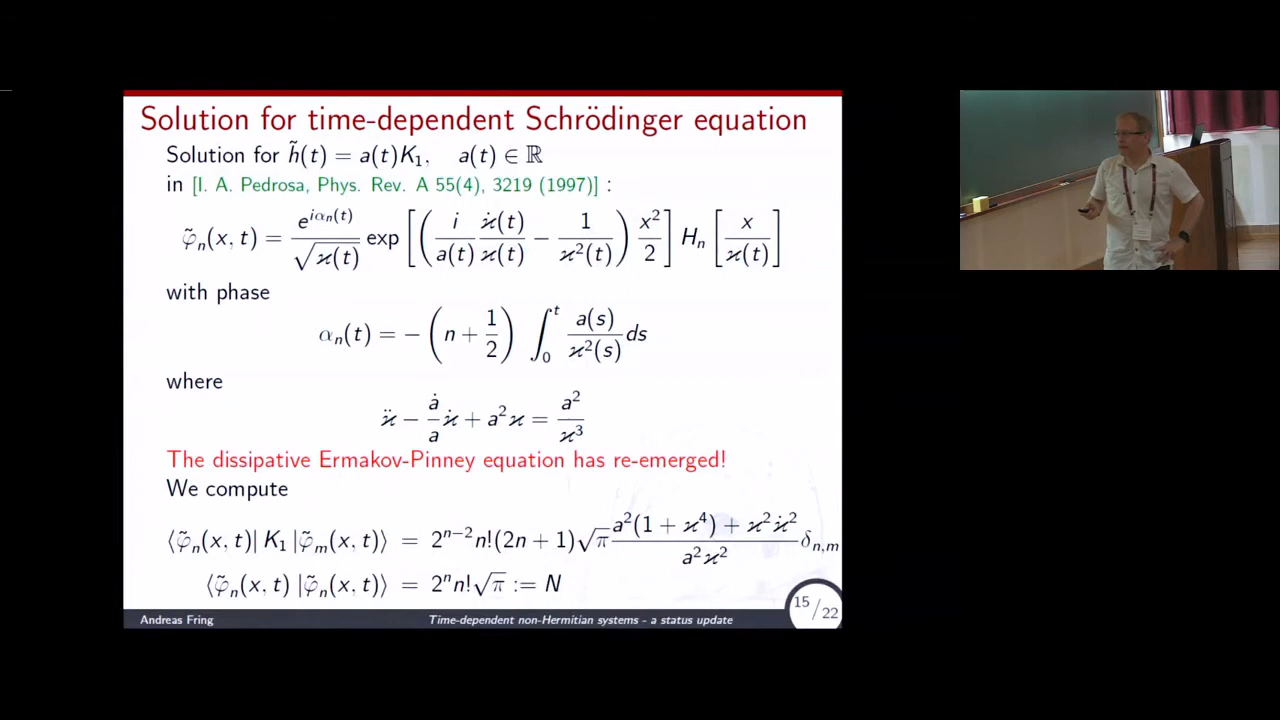 Solution for time-dependent Schrödinger equation
Solution for h̃(t) = a(t)K₁, a(t) ∈ ℝ
in [I. A. Pedrosa, Phys. Rev. A 55(4), 3219 (1997)] :
φ̃ₙ(x, t) = e^{iαₙ(t)} / √ϰ(t) exp [ ( i/a(t) ϰ̇(t)/ϰ(t) − 1/ϰ²(t) ) x²/2 ] Hₙ [ x/ϰ(t) ]
with phase
αₙ(t) = − ( n + 1/2 ) ∫₀ᵗ a(s)/ϰ²(s) ds
where
ϰ̈ − ȧ/a ϰ̇ + a²ϰ = a²/ϰ³
The dissipative Ermakov-Pinney equation has re-emerged!
We compute
⟨φ̃ₙ(x, t)| K₁ |φ̃ₘ(x, t)⟩ = 2ⁿ⁻²n!(2n + 1)√π (a²(1 + ϰ⁴) + ϰ²ϰ̇²)/(a²ϰ²) δₙ,ₘ
⟨φ̃ₙ(x, t) |φ̃ₙ(x, t)⟩ = 2ⁿn!√π := N
Andreas Fring
Time-dependent non-Hermitian systems - a status update
15/22